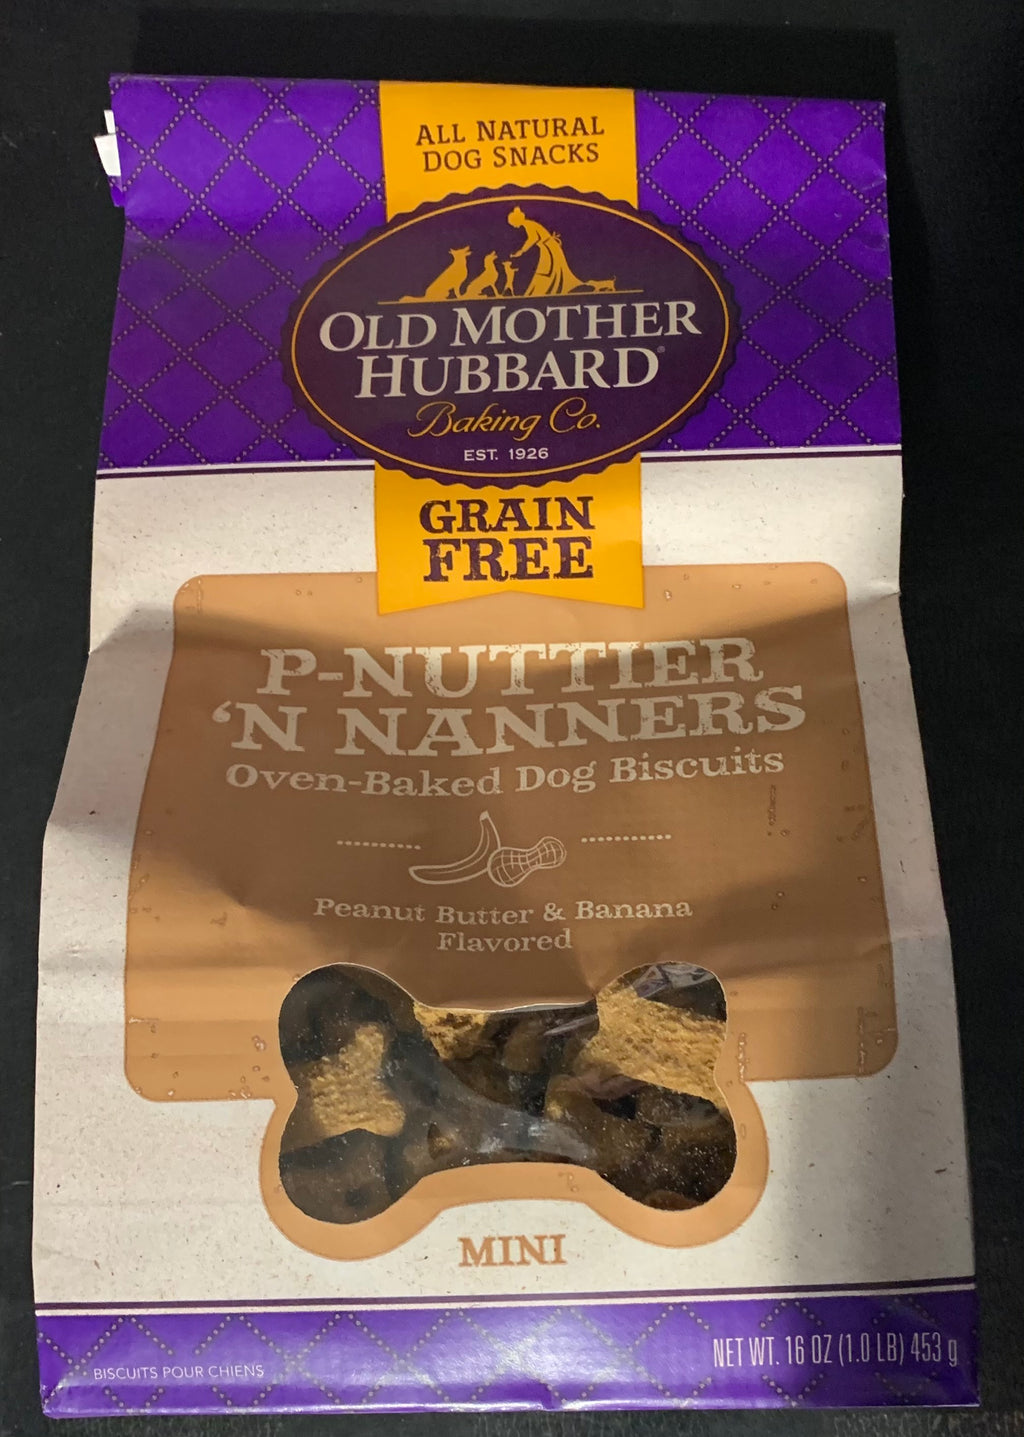 ALL NATURAL
DOG SNACKS
OLD MOTHER
HUBBARD®
Baking Co.
EST. 1926
GRAIN
FREE
P-NUTTIER
‘N NANNERS
Oven-Baked Dog Biscuits
Peanut Butter & Banana
Flavored
MINI
BISCUITS POUR CHIENS
NET WT. 16 OZ (1.0 LB) 453 g